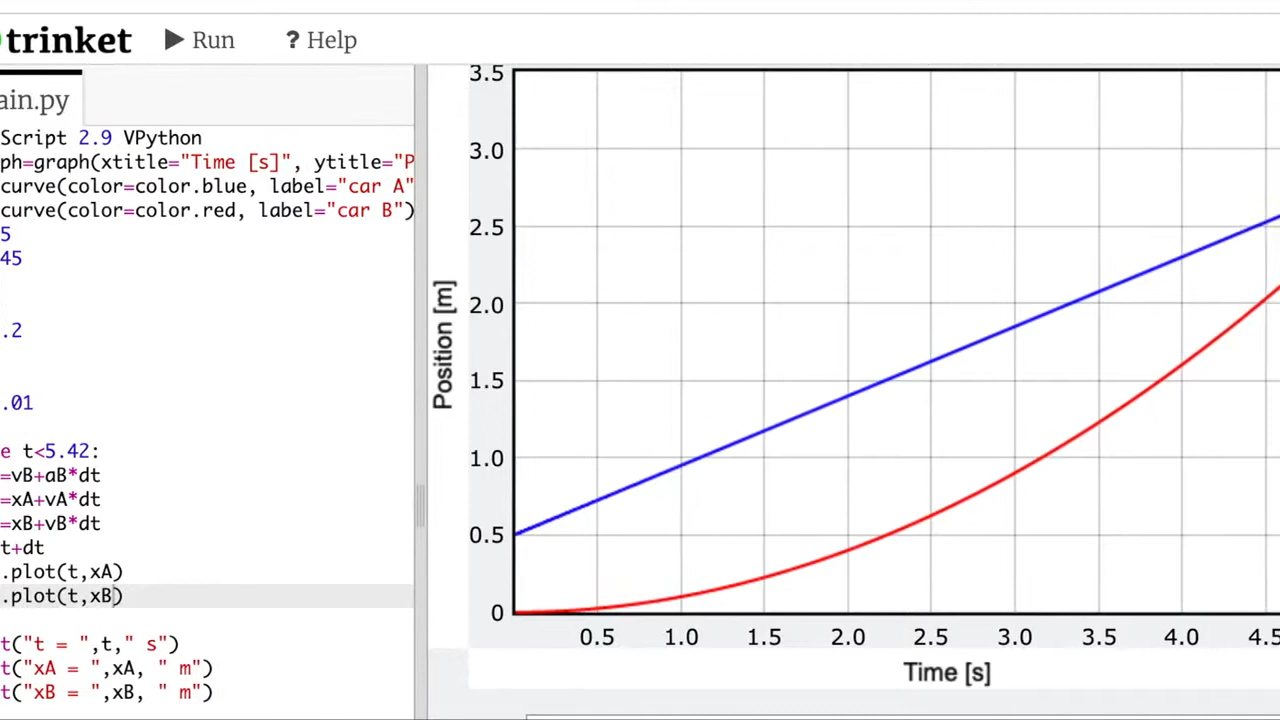 trinket
Run
? Help
ain.py
Script 2.9 VPython
ph=graph(xtitle="Time [s]", ytitle="P
curve(color=color.blue, label="car A"
curve(color=color.red, label="car B")
5
45
.2
.01
e t<5.42:
=vB+aB*dt
=xA+vA*dt
=xB+vB*dt
t+dt
.plot(t,xA)
.plot(t,xB)
t("t = ",t," s")
t("xA = ",xA, " m")
t("xB = ",xB, " m")
3.5
3.0
2.5
2.0
1.5
1.0
0.5
0
Position [m]
0.5 1.0 1.5 2.0 2.5 3.0 3.5 4.0 4.5
Time [s]